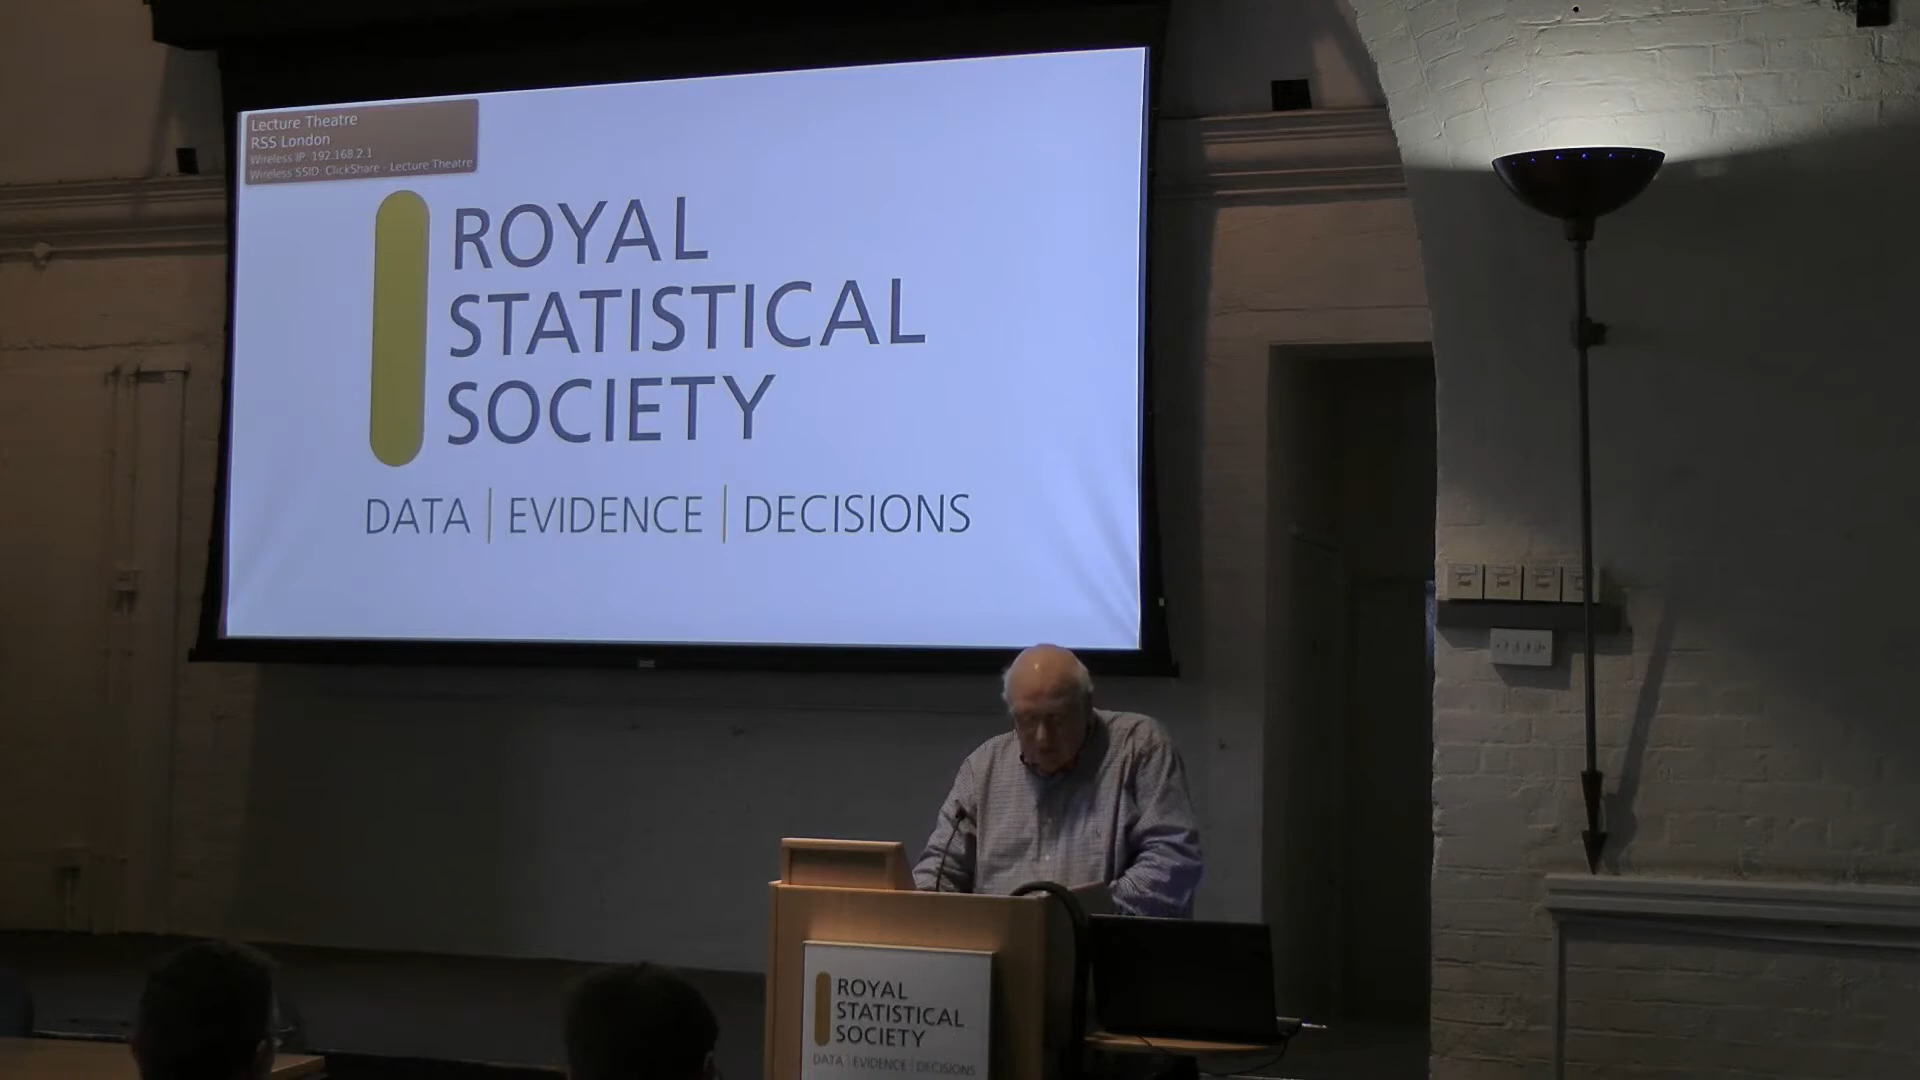 Lecture Theatre
RSS London
Wireless IP: 192.168.2.1
Wireless SSID: ClickShare - Lecture Theatre
ROYAL
STATISTICAL
SOCIETY
DATA | EVIDENCE | DECISIONS
ROYAL
STATISTICAL
SOCIETY
DATA | EVIDENCE | DECISIONS